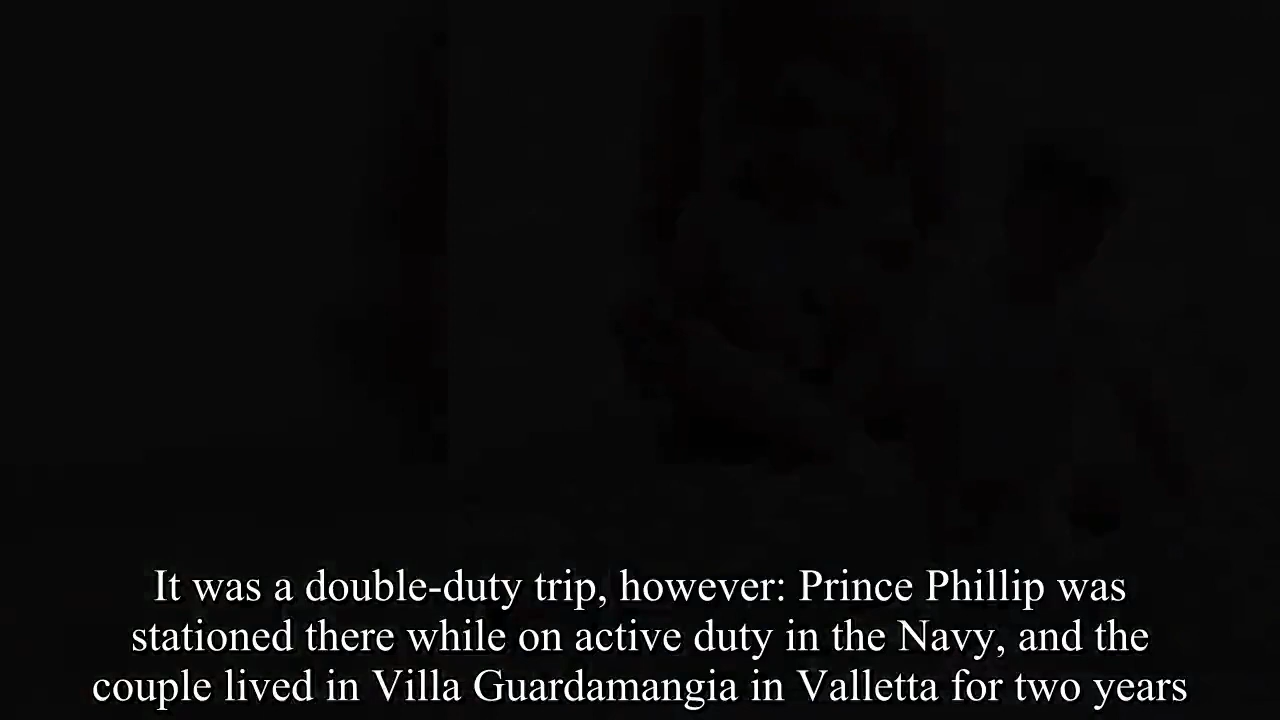 It was a double-duty trip, however: Prince Phillip was
stationed there while on active duty in the Navy, and the
couple lived in Villa Guardamangia in Valletta for two years